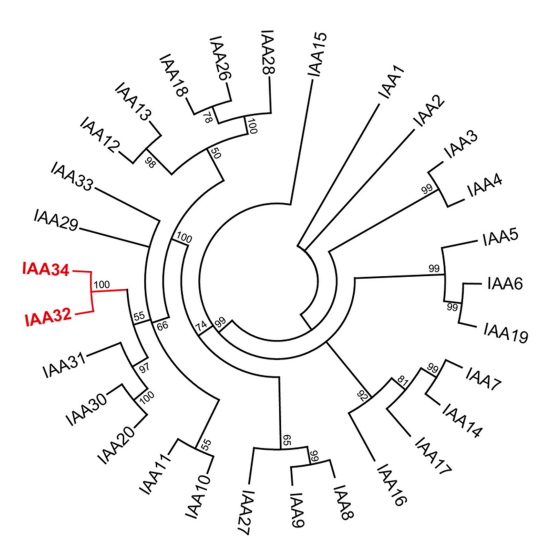 IAA15
IAA1
IAA2
IAA3
IAA4
99
IAA5
IAA6
IAA19
99
99
IAA7
IAA14
IAA17
IAA16
99
81
92
IAA8
IAA9
IAA27
99
65
IAA10
IAA11
55
IAA20
IAA30
IAA31
100
97
IAA32
IAA34
100
55
IAA29
IAA33
66
IAA12
IAA13
98
IAA18
IAA26
IAA28
78
100
50
100
74
99